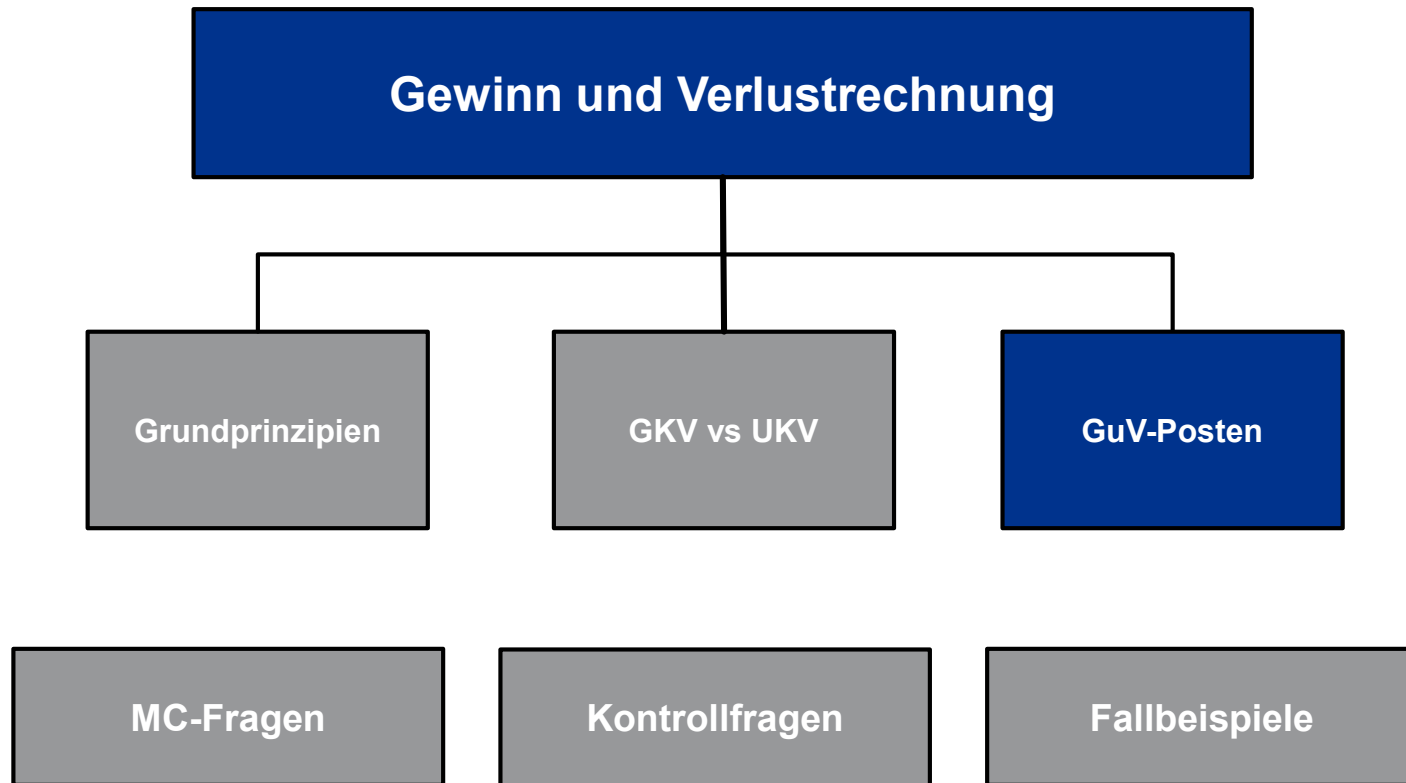 Gewinn und Verlustrechnung
Grundprinzipien
GKV vs UKV
GuV-Posten
MC-Fragen
Kontrollfragen
Fallbeispiele